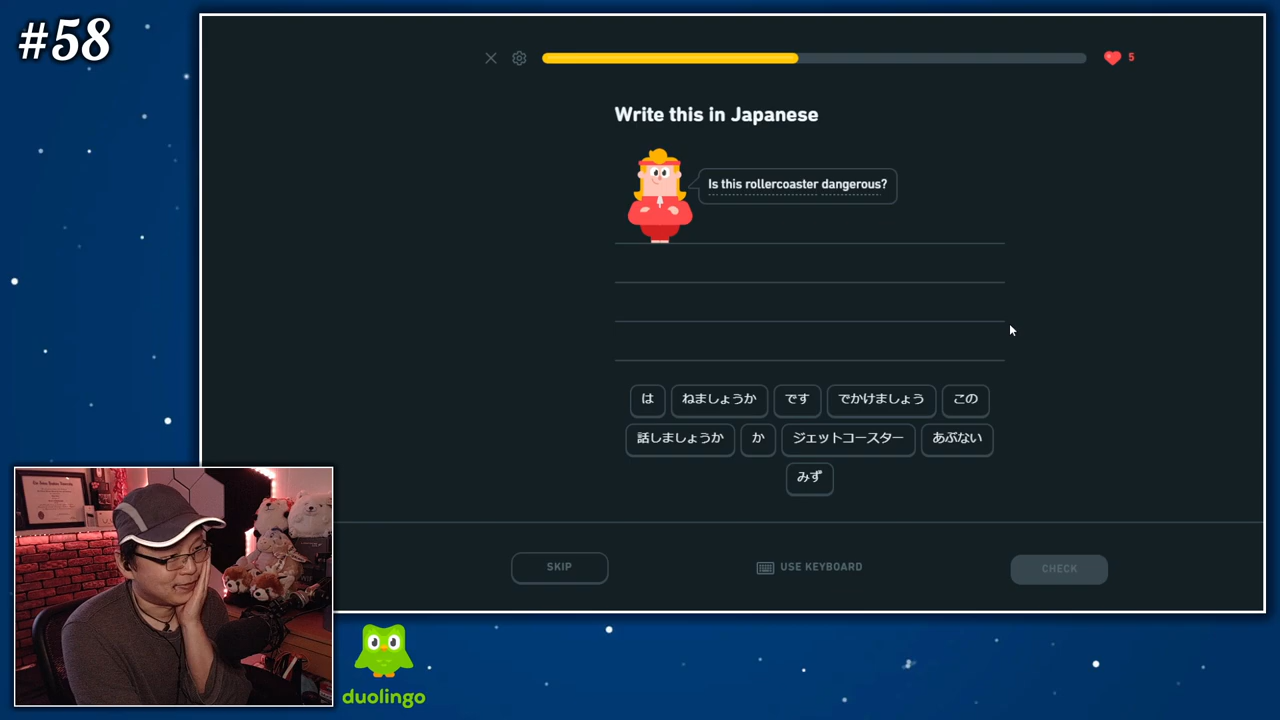 #58
5
Write this in Japanese
Is this rollercoaster dangerous?
は ねましょうか です でかけましょう この
話しましょうか か ジェットコースター あぶない
みず
SKIP
USE KEYBOARD
CHECK
duolingo